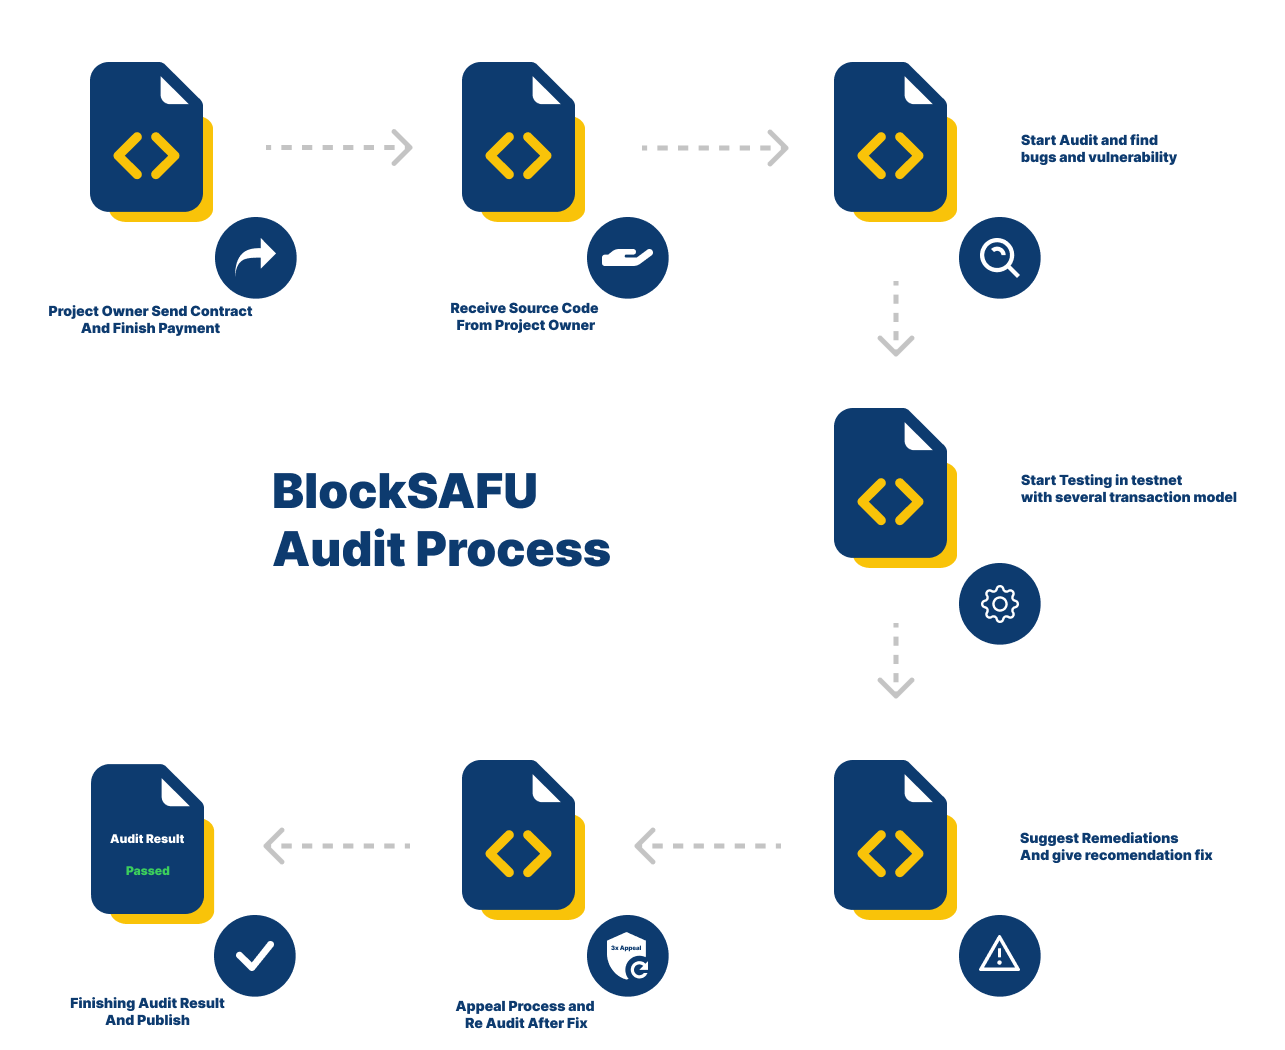 Project Owner Send Contract
And Finish Payment
Receive Source Code
From Project Owner
Start Audit and find
bugs and vulnerability
BlockSAFU
Audit Process
Start Testing in testnet
with several transaction model
Suggest Remediations
And give recomendation fix
3x Appeal
Appeal Process and
Re Audit After Fix
Audit Result
Passed
Finishing Audit Result
And Publish